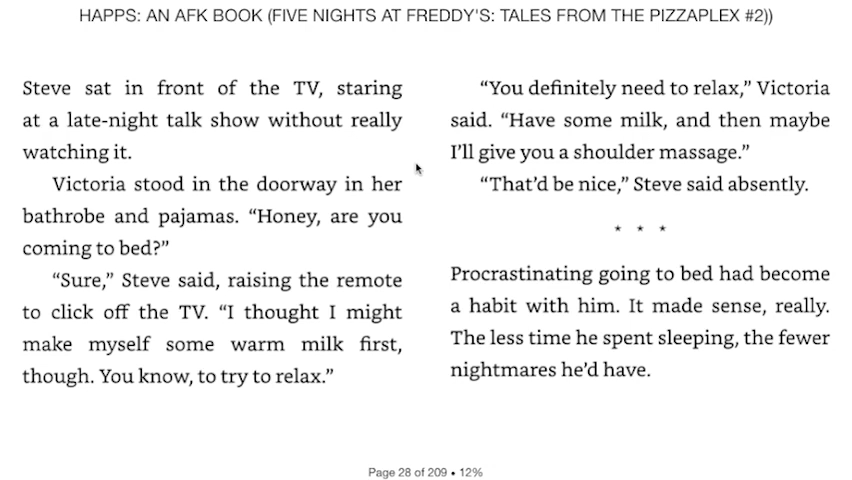 HAPPS: AN AFK BOOK (FIVE NIGHTS AT FREDDY'S: TALES FROM THE PIZZAPLEX #2))
Steve sat in front of the TV, staring
at a late-night talk show without really
watching it.
Victoria stood in the doorway in her
bathrobe and pajamas. “Honey, are you
coming to bed?”
“Sure,” Steve said, raising the remote
to click off the TV. “I thought I might
make myself some warm milk first,
though. You know, to try to relax.”
“You definitely need to relax,” Victoria
said. “Have some milk, and then maybe
I’ll give you a shoulder massage.”
“That’d be nice,” Steve said absently.
* * *
Procrastinating going to bed had become
a habit with him. It made sense, really.
The less time he spent sleeping, the fewer
nightmares he’d have.
Page 28 of 209 • 12%